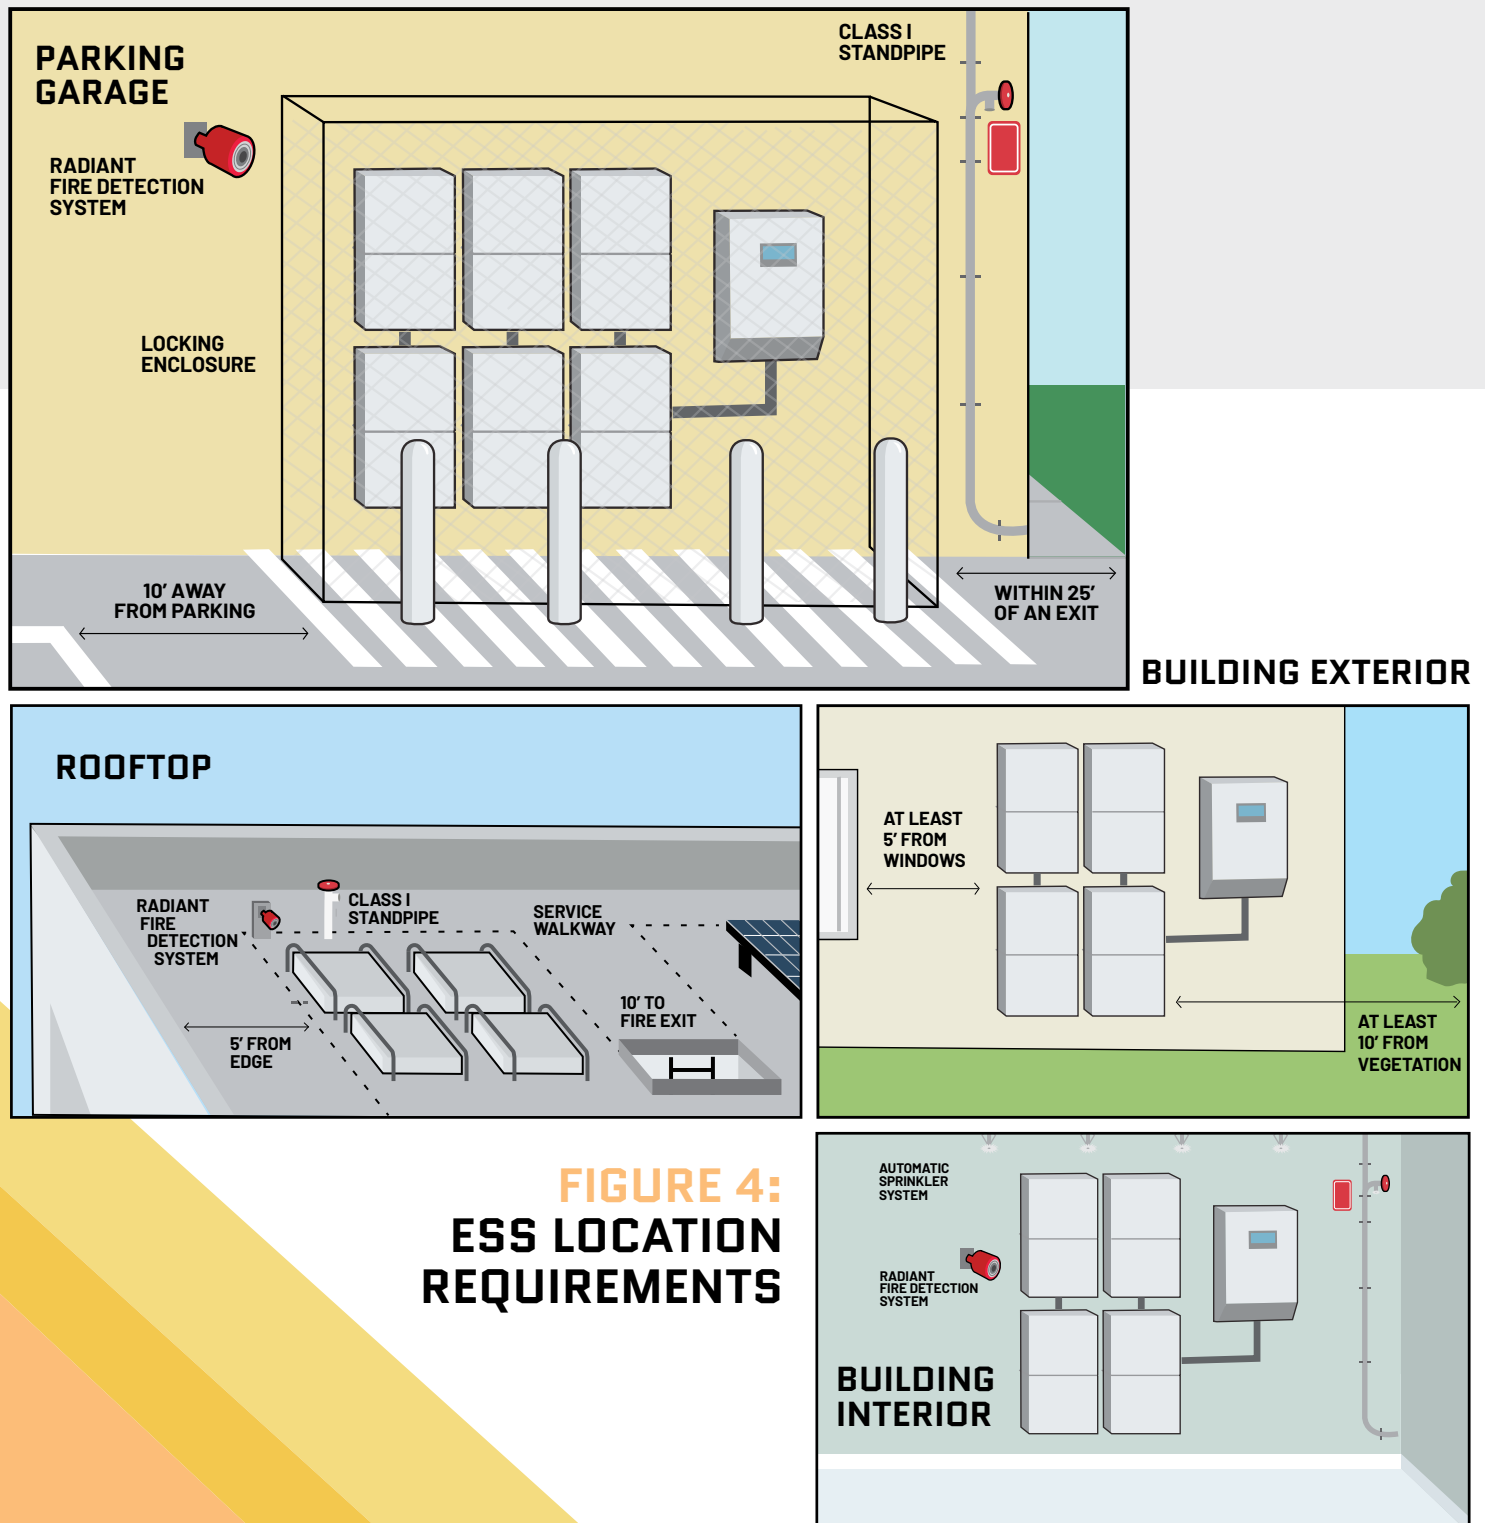 PARKING
GARAGE
CLASS I
STANDPIPE
RADIANT
FIRE DETECTION
SYSTEM
LOCKING
ENCLOSURE
10′ AWAY
FROM PARKING
WITHIN 25′
OF AN EXIT
BUILDING EXTERIOR
ROOFTOP
RADIANT
FIRE
DETECTION
SYSTEM
CLASS I
STANDPIPE
SERVICE
WALKWAY
10′ TO
FIRE EXIT
5′ FROM
EDGE
AT LEAST
5′ FROM
WINDOWS
AT LEAST
10′ FROM
VEGETATION
FIGURE 4:
ESS LOCATION
REQUIREMENTS
AUTOMATIC
SPRINKLER
SYSTEM
RADIANT
FIRE DETECTION
SYSTEM
BUILDING
INTERIOR